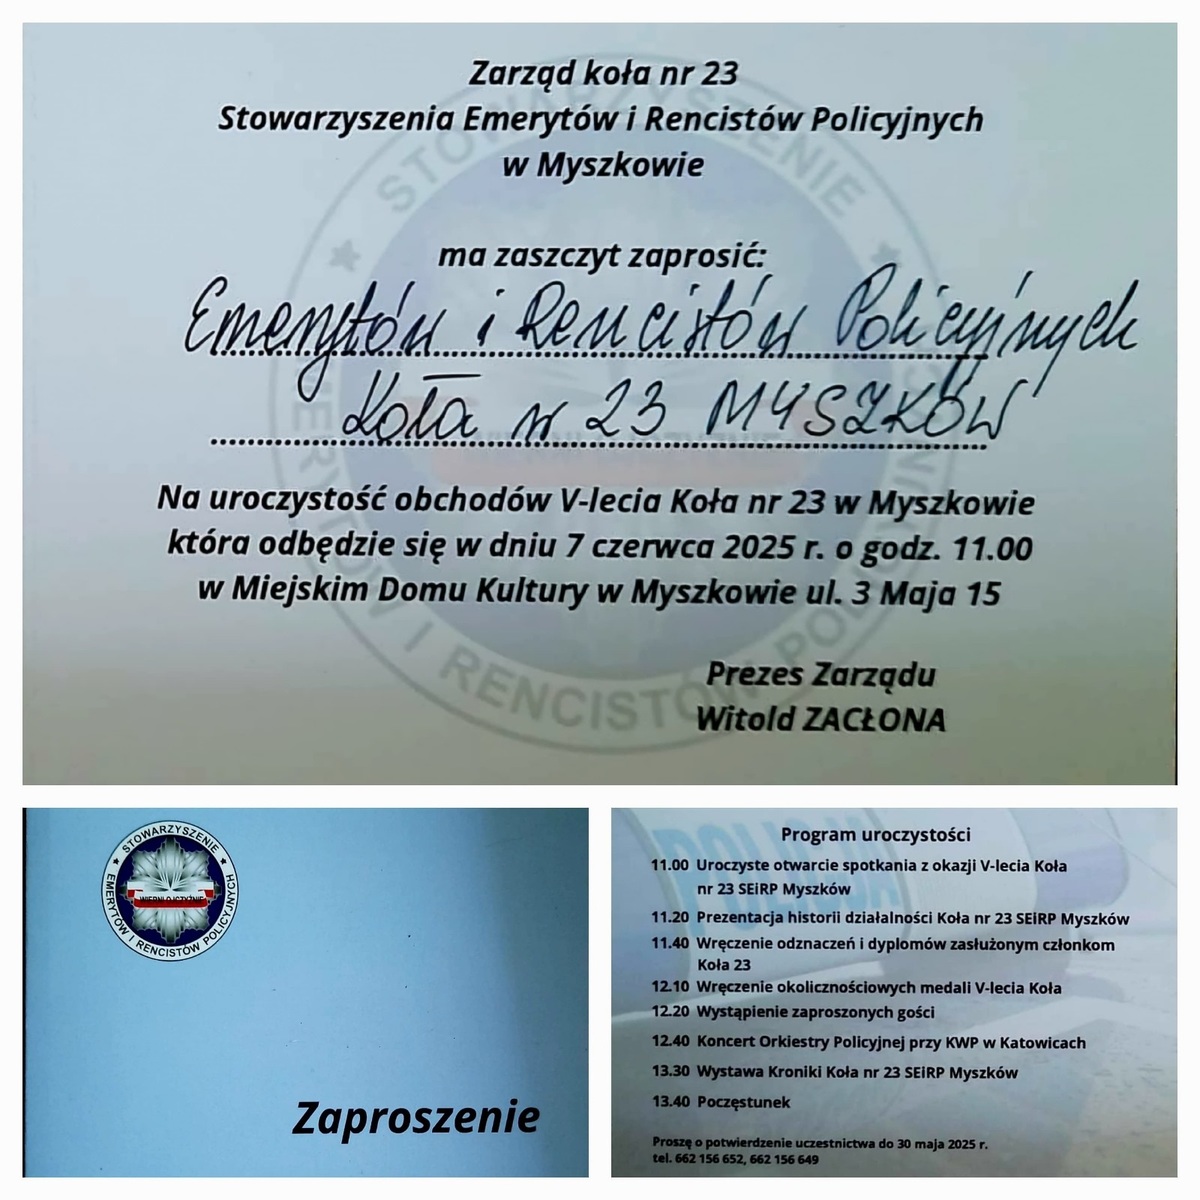 Zarząd koła nr 23
Stowarzyszenia Emerytów i Rencistów Policyjnych
w Myszkowie
ma zaszczyt zaprosić:
Emerytów i Rencistów Policyjnych
Koła nr 23 MYSZKÓW
Na uroczystość obchodów V-lecia Koła nr 23 w Myszkowie
która odbędzie się w dniu 7 czerwca 2025 r. o godz. 11.00
w Miejskim Domu Kultury w Myszkowie ul. 3 Maja 15
Prezes Zarządu
Witold ZACŁONA
STOWARZYSZENIE
EMERYTÓW I RENCISTÓW POLICYJNYCH
STOWARZYSZENIE
WIERNI OJCZYŹNIE
EMERYTÓW I RENCISTÓW POLICYJNYCH
Zaproszenie
POLICJA
Program uroczystości
11.00 Uroczyste otwarcie spotkania z okazji V-lecia Koła
nr 23 SEiRP Myszków
11.20 Prezentacja historii działalności Koła nr 23 SEiRP Myszków
11.40 Wręczenie odznaczeń i dyplomów zasłużonym członkom
Koła 23
12.10 Wręczenie okolicznościowych medali V-lecia Koła
12.20 Wystąpienie zaproszonych gości
12.40 Koncert Orkiestry Policyjnej przy KWP w Katowicach
13.30 Wystawa Kroniki Koła nr 23 SEiRP Myszków
13.40 Poczęstunek
Proszę o potwierdzenie uczestnictwa do 30 maja 2025 r.
tel. 662 156 652, 662 156 649